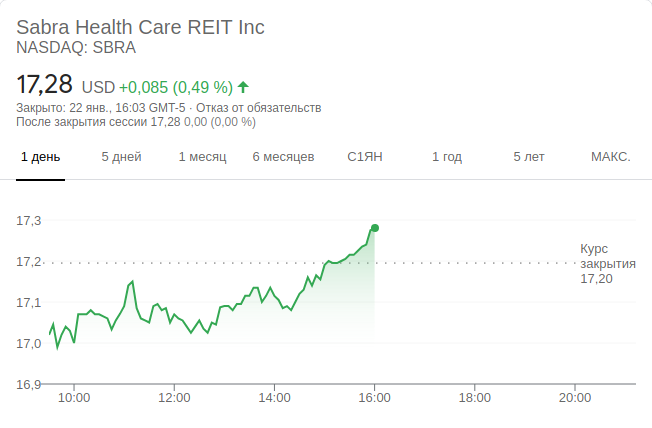 Sabra Health Care REIT Inc
NASDAQ: SBRA
17,28 USD +0,085 (0,49 %)
Закрыто: 22 янв., 16:03 GMT-5 · Отказ от обязательств
После закрытия сессии 17,28 0,00 (0,00 %)
1 день 5 дней 1 месяц 6 месяцев С1ЯН 1 год 5 лет МАКС.
17,3
17,2
17,1
17,0
16,9
Курс
закрытия
17,20
10:00 12:00 14:00 16:00 18:00 20:00